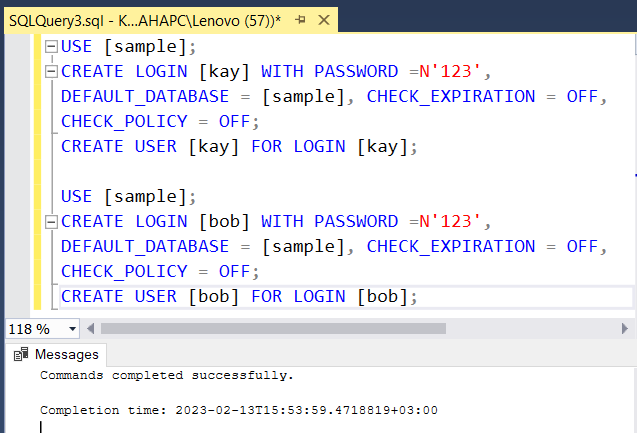 SQLQuery3.sql - K...AHAPC\Lenovo (57))*
USE [sample];
CREATE LOGIN [kay] WITH PASSWORD =N'123',
DEFAULT_DATABASE = [sample], CHECK_EXPIRATION = OFF,
CHECK_POLICY = OFF;
CREATE USER [kay] FOR LOGIN [kay];
USE [sample];
CREATE LOGIN [bob] WITH PASSWORD =N'123',
DEFAULT_DATABASE = [sample], CHECK_EXPIRATION = OFF,
CHECK_POLICY = OFF;
CREATE USER [bob] FOR LOGIN [bob];
118 %
Messages
Commands completed successfully.
Completion time: 2023-02-13T15:53:59.4718819+03:00